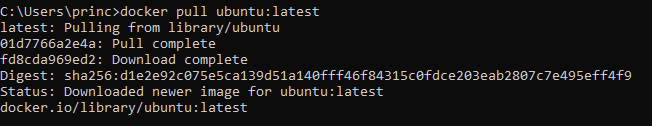 C:\Users\princ>docker pull ubuntu:latest
latest: Pulling from library/ubuntu
01d7766a2e4a: Pull complete
fd8cda969ed2: Download complete
Digest: sha256:d1e2e92c075e5ca139d51a140fff46f84315c0fdce203eab2807c7e495eff4f9
Status: Downloaded newer image for ubuntu:latest
docker.io/library/ubuntu:latest